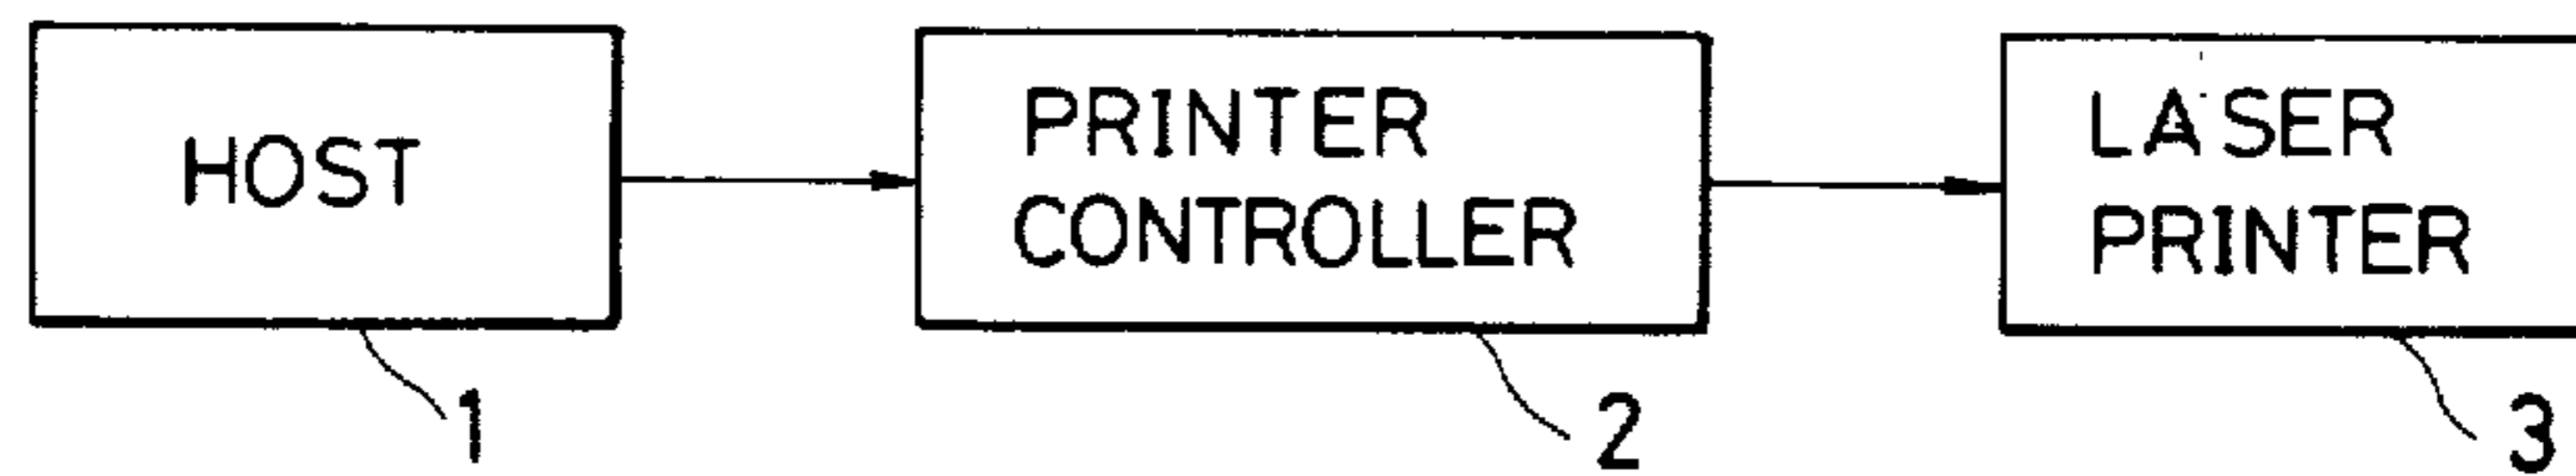 HOST
PRINTER
CONTROLLER
LASER
PRINTER
1
2
3